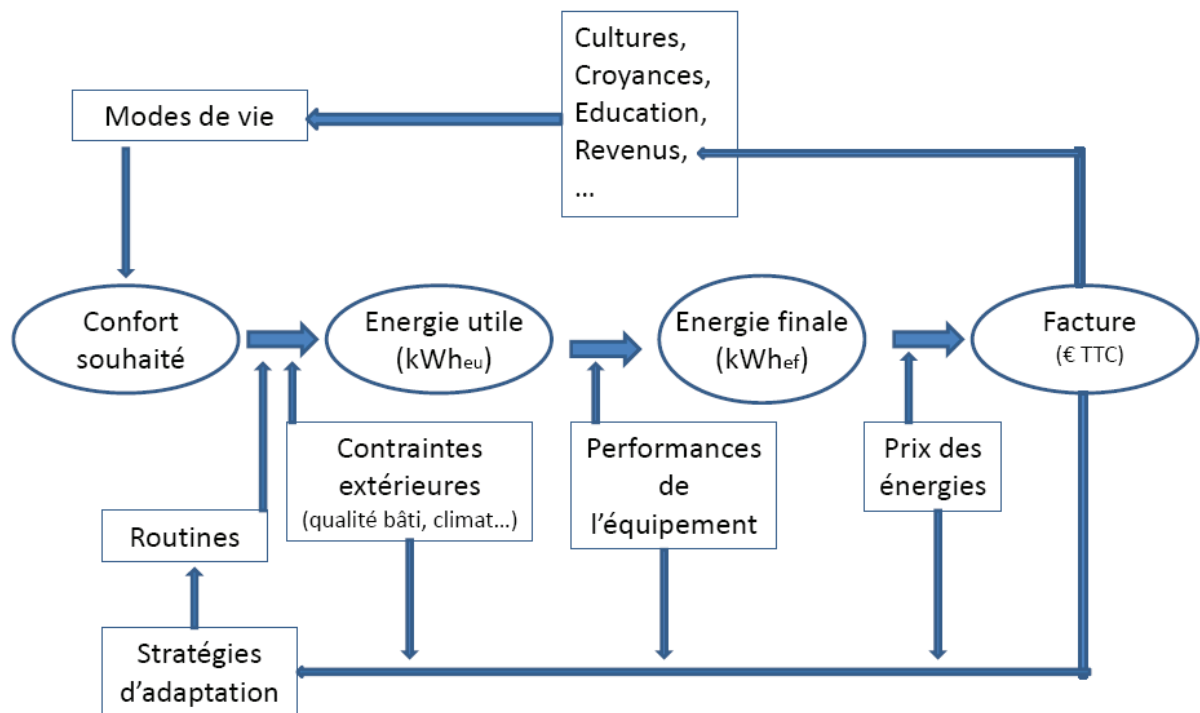 Cultures,
Croyances,
Education,
Revenus,
...
Modes de vie
Confort
souhaité
Energie utile
(kWheu)
Energie finale
(kWhef)
Facture
(€ TTC)
Contraintes
extérieures
(qualité bâti, climat...)
Performances
de
l'équipement
Prix des
énergies
Routines
Stratégies
d'adaptation